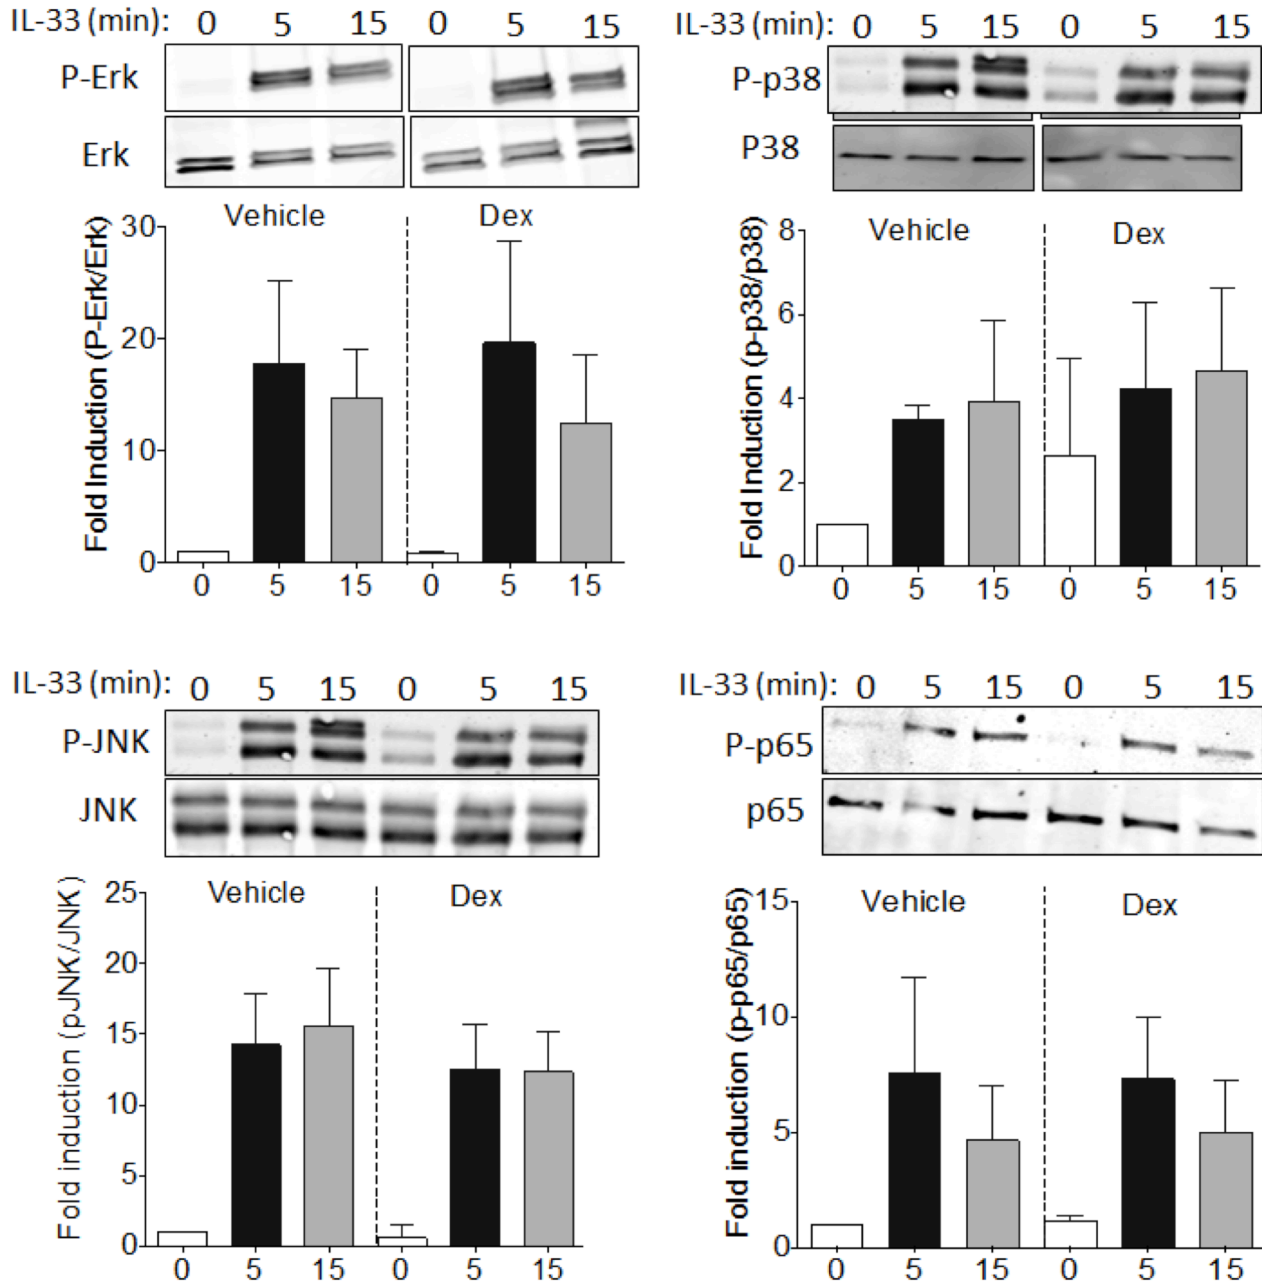 IL-33 (min): 0 5 15 0 5 15
P-Erk
Erk
Vehicle Dex
Fold Induction (P-Erk/Erk)
30
20
10
0
0 5 15 0 5 15
IL-33 (min): 0 5 15 0 5 15
P-p38
P38
Vehicle Dex
Fold Induction (p-p38/p38)
8
6
4
2
0
0 5 15 0 5 15
IL-33 (min): 0 5 15 0 5 15
P-JNK
JNK
Vehicle Dex
Fold induction (pJNK/JNK)
25
20
15
10
5
0
0 5 15 0 5 15
IL-33 (min): 0 5 15 0 5 15
P-p65
p65
Vehicle Dex
Fold induction (p-p65/p65)
15
10
5
0
0 5 15 0 5 15